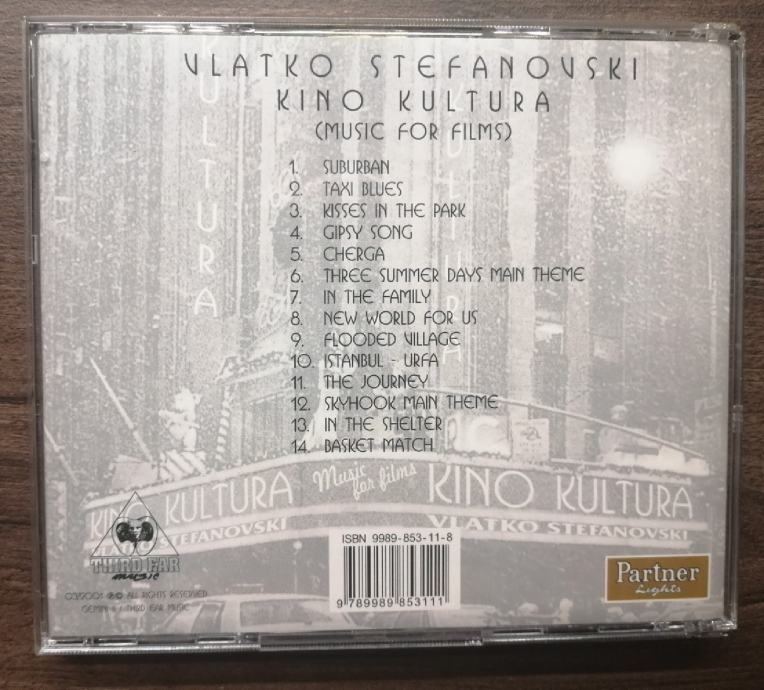 VLATKO STEFANOVSKI
KINO KULTURA
(MUSIC FOR FILMS)
1. SUBURBAN
2. TAXI BLUES
3. KISSES IN THE PARK
4. GIPSY SONG
5. CHERGA
6. THREE SUMMER DAYS MAIN THEME
7. IN THE FAMILY
8. NEW WORLD FOR US
9. FLOODED VILLAGE
10. ISTANBUL - URFA
11. THE JOURNEY
12. SKYHOOK MAIN THEME
13. IN THE SHELTER
14. BASKET MATCH
KULTURA
KULTURA
KINO KULTURA Music for films KINO KULTURA
STEFANOVSKI VLATKO STEFANOVSKI
THIRD EAR
music
ALL RIGHTS RESERVED
/ THIRD EAR MUSIC
ISBN 9989-853-11-8
9 789989 853111
Partner
Lights